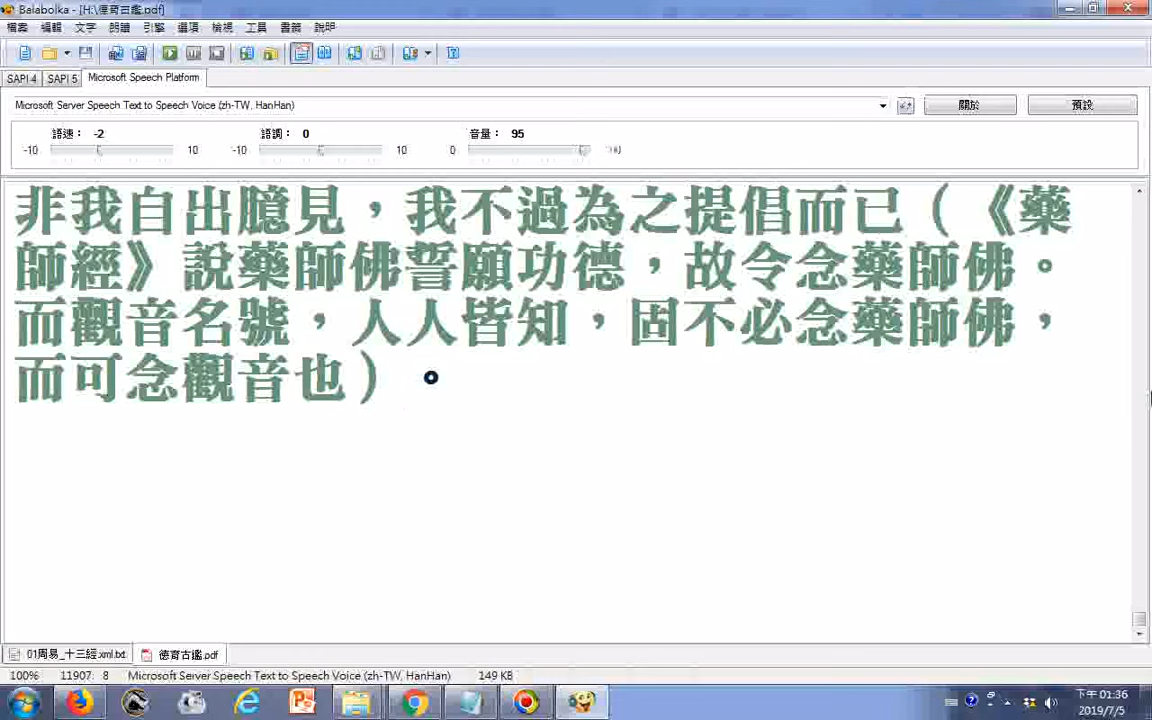 Balabolka - [H:\德育古鑑.pdf]
檔案 編輯 文字 朗讀 引擎 選項 檢視 工具 書籤 說明
SAPI 4 SAPI 5 Microsoft Speech Platform
Microsoft Server Speech Text to Speech Voice (zh-TW, HanHan) 關於 預設
語速： -2 語調： 0 音量： 95
-10 10 -10 10 0
非我自出臆見，我不過為之提倡而已（《藥
師經》說藥師佛誓願功德，故令念藥師佛。
而觀音名號，人人皆知，固不必念藥師佛，
而可念觀音也）。
01周易_十三經.xml.txt 德育古鑑.pdf
100% 11907: 8 Microsoft Server Speech Text to Speech Voice (zh-TW, HanHan) 149 KB
下午 01:36
2019/7/5